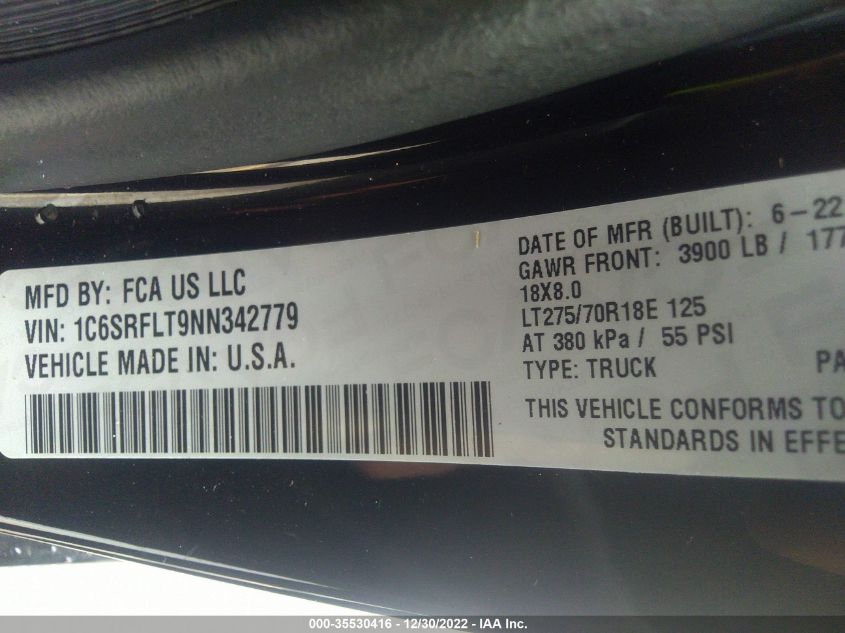 MFD BY: FCA US LLC
VIN: 1C6SRFLT9NN342779
VEHICLE MADE IN: U.S.A.
DATE OF MFR (BUILT): 6-22
GAWR FRONT: 3900 LB / 177
18X8.0
LT275/70R18E 125
AT 380 kPa / 55 PSI
TYPE: TRUCK PA
THIS VEHICLE CONFORMS TO
STANDARDS IN EFFE
000-35530416 - 12/30/2022 - IAA Inc.